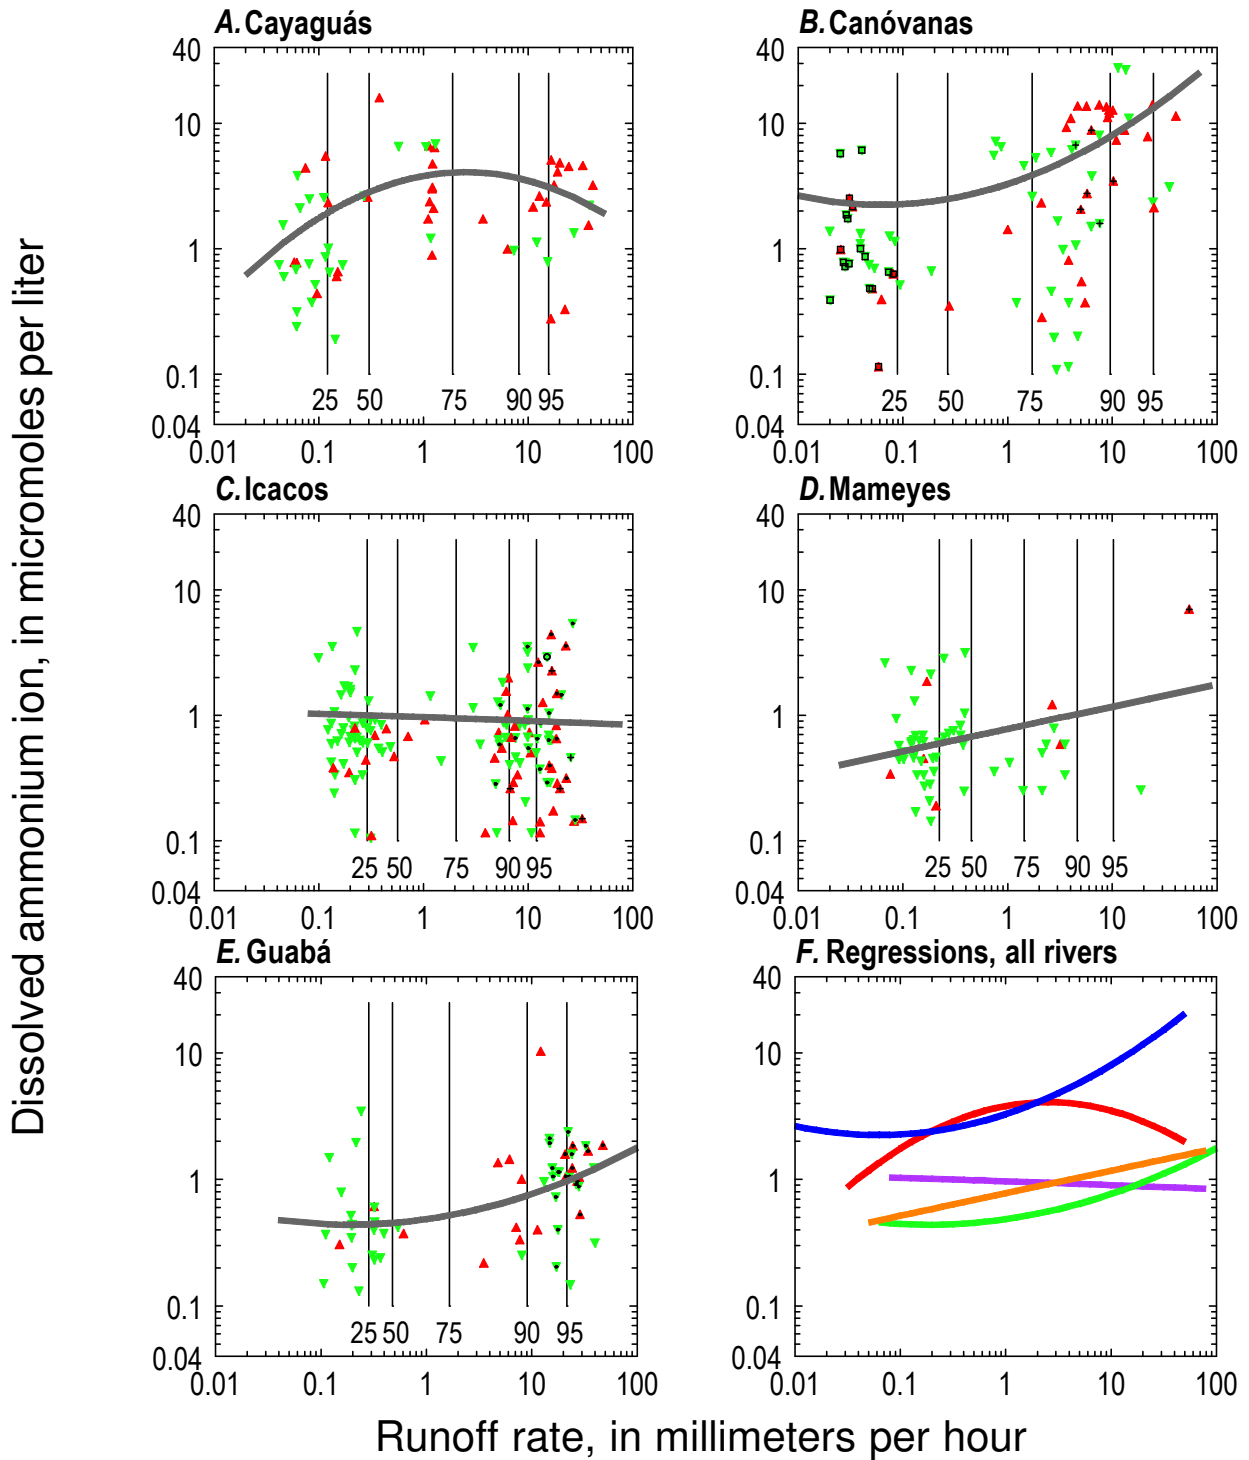 A. Cayaguás
B. Canóvanas
40
10
1
0.1
0.04
25 50 75 90 95
0.01 0.1 1 10 100
40
10
1
0.1
0.04
25 50 75 90 95
0.01 0.1 1 10 100
C. Icacos
D. Mameyes
40
10
1
0.1
0.04
25 50 75 90 95
0.01 0.1 1 10 100
40
10
1
0.1
0.04
25 50 75 90 95
0.01 0.1 1 10 100
E. Guabá
F. Regressions, all rivers
40
10
1
0.1
0.04
25 50 75 90 95
0.01 0.1 1 10 100
40
10
1
0.1
0.04
0.01 0.1 1 10 100
Dissolved ammonium ion, in micromoles per liter
Runoff rate, in millimeters per hour